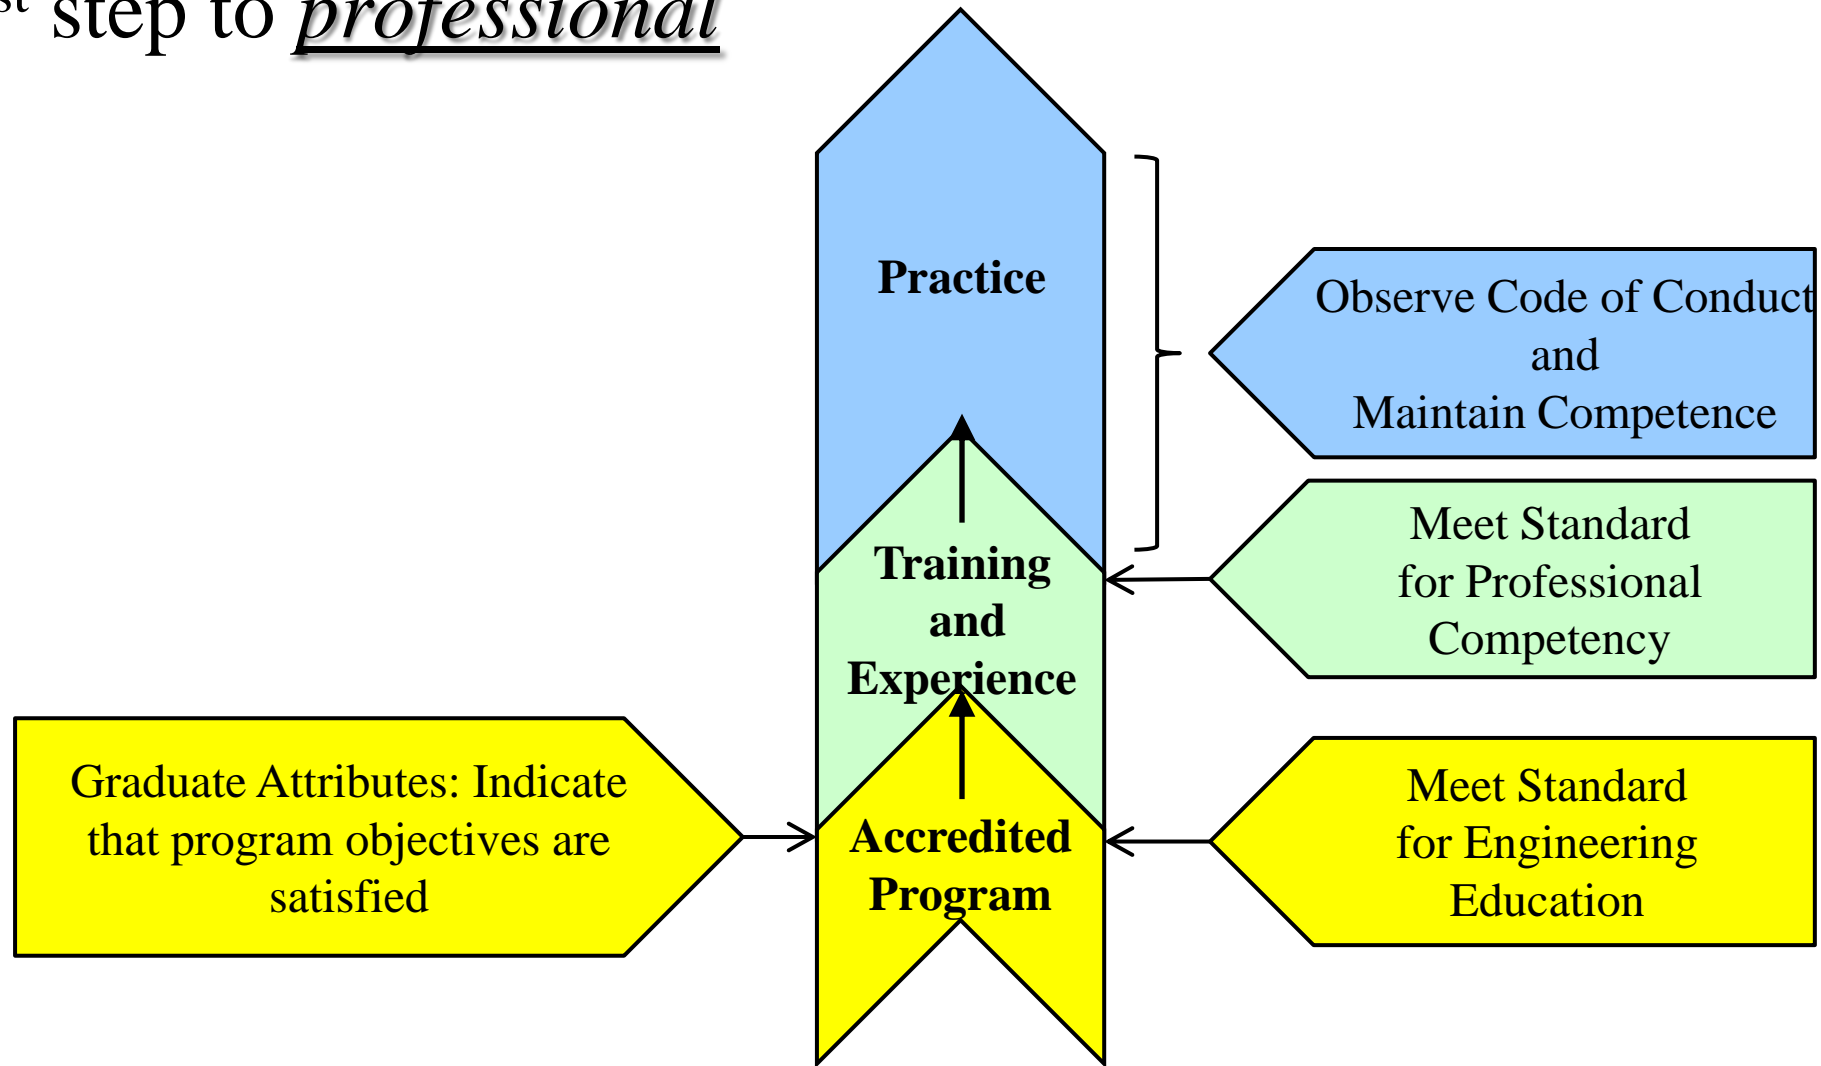 st step to professional
Practice
Observe Code of Conduct
and
Maintain Competence
Training
and
Experience
Meet Standard
for Professional
Competency
Graduate Attributes: Indicate
that program objectives are
satisfied
Accredited
Program
Meet Standard
for Engineering
Education